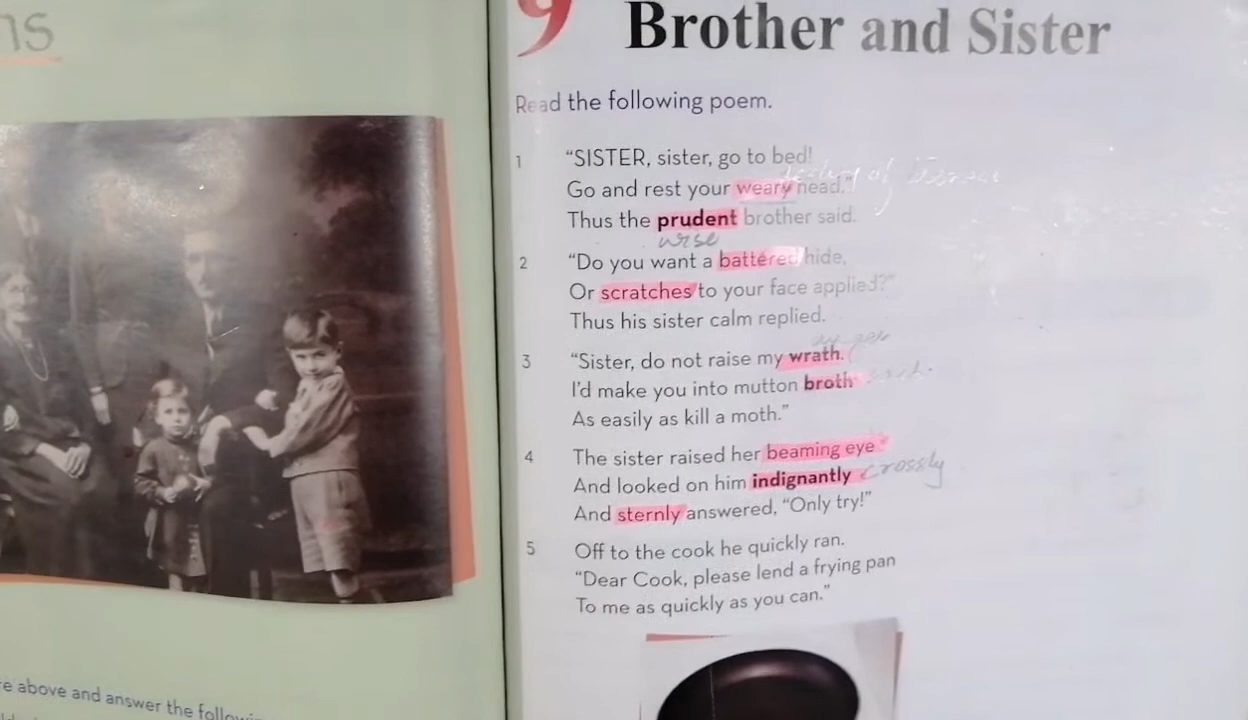 ns
9 Brother and Sister
Read the following poem.
1 “SISTER, sister, go to bed!
Go and rest your weary head.”
Thus the prudent brother said.
wise
2 “Do you want a battered hide,
Or scratches to your face applied?”
Thus his sister calm replied.
3 “Sister, do not raise my wrath.
I'd make you into mutton broth
As easily as kill a moth.”
4 The sister raised her beaming eye
And looked on him indignantly crossly
And sternly answered, “Only try!”
5 Off to the cook he quickly ran.
“Dear Cook, please lend a frying pan
To me as quickly as you can.”
e above and answer the